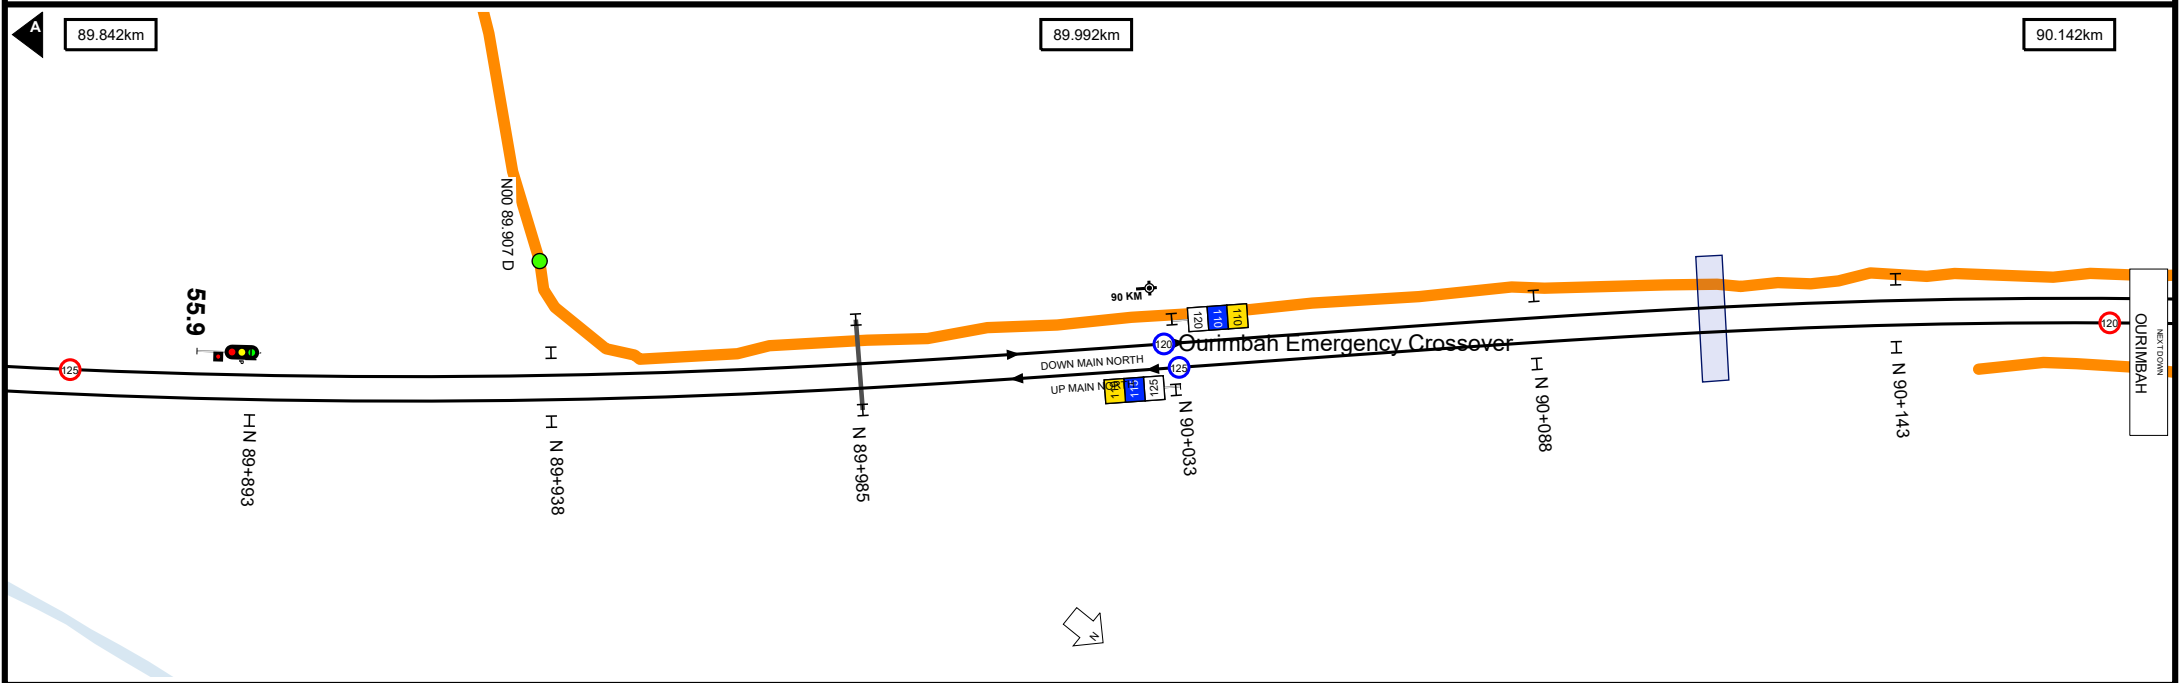 A
89.842km
89.992km
90.142km
N00 89.907 D
55.9
90 KM
120
110
110
120
Ourimbah Emergency Crossover
125
DOWN MAIN NORTH
125
UP MAIN
115
125
120
OURIMBAH
NEXT DOWN
N 89+893
N 89+938
N 89+985
N 90+033
N 90+088
N 90+143
N